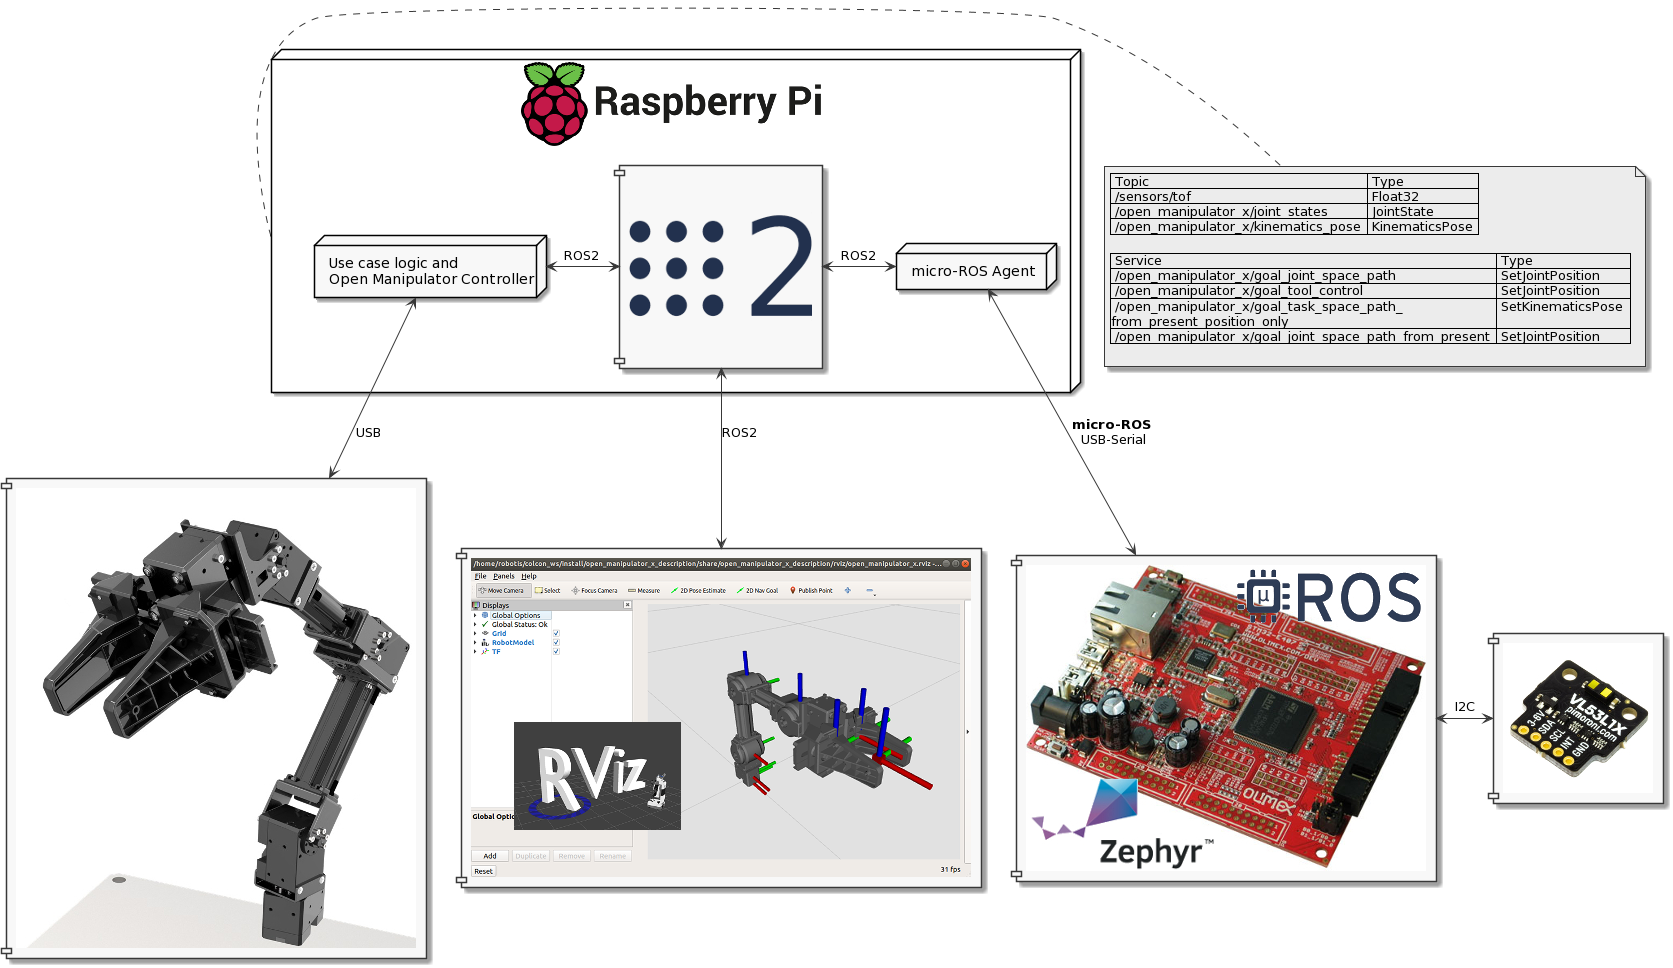 Raspberry Pi
Use case logic and
Open Manipulator Controller
ROS2
2
ROS2
micro-ROS Agent
Topic Type
/sensors/tof Float32
/open_manipulator_x/joint_states JointState
/open_manipulator_x/kinematics_pose KinematicsPose
Service Type
/open_manipulator_x/goal_joint_space_path SetJointPosition
/open_manipulator_x/goal_tool_control SetJointPosition
/open_manipulator_x/goal_task_space_path_ SetKinematicsPose
from_present_position_only
/open_manipulator_x/goal_joint_space_path_from_present SetJointPosition
USB
ROS2
micro-ROS
USB-Serial
/home/robotis/colcon_ws/install/open_manipulator_x_description/share/open_manipulator_x_description/rviz/open_manipulator_x.rviz -...
File Panels Help
Move Camera Select Focus Camera Measure 2D Pose Estimate 2D Nav Goal Publish Point
Displays
Global Options
Global Status: Ok
Grid
RobotModel
TF
RViz
Global Optio
Add Duplicate Remove Rename
Reset
31 fps
µROS
OLIMEX
Zephyr™
I2C
VL53L1X
pimoroni.com
3-6V
SDA
SCL
INT
GND